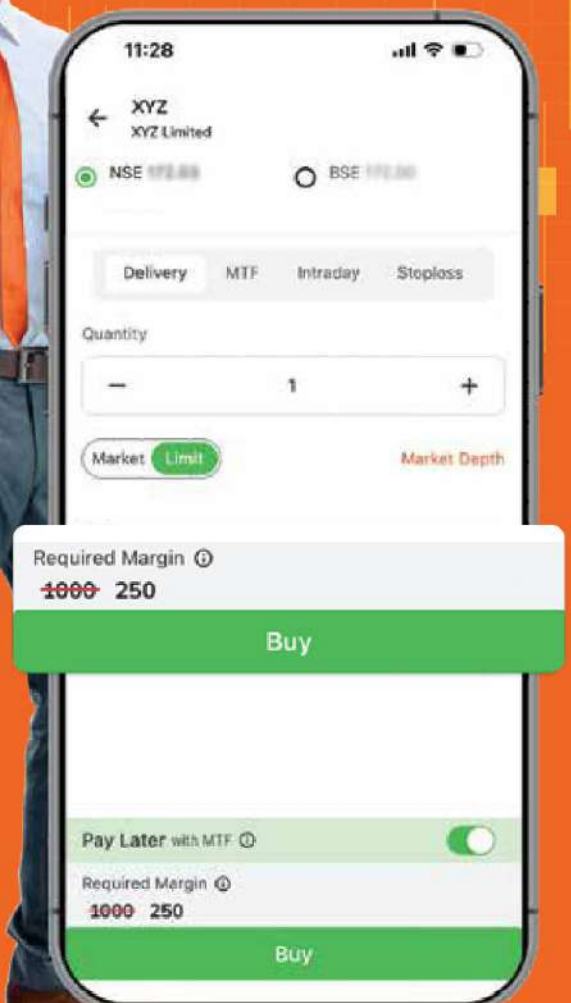 11:28
XYZ
XYZ Limited
NSE
BSE
Delivery MTF Intraday Stoploss
Quantity
− 1 +
Market Limit Market Depth
Required Margin
1000 250
Buy
Pay Later with MTF
Required Margin
1000 250
Buy